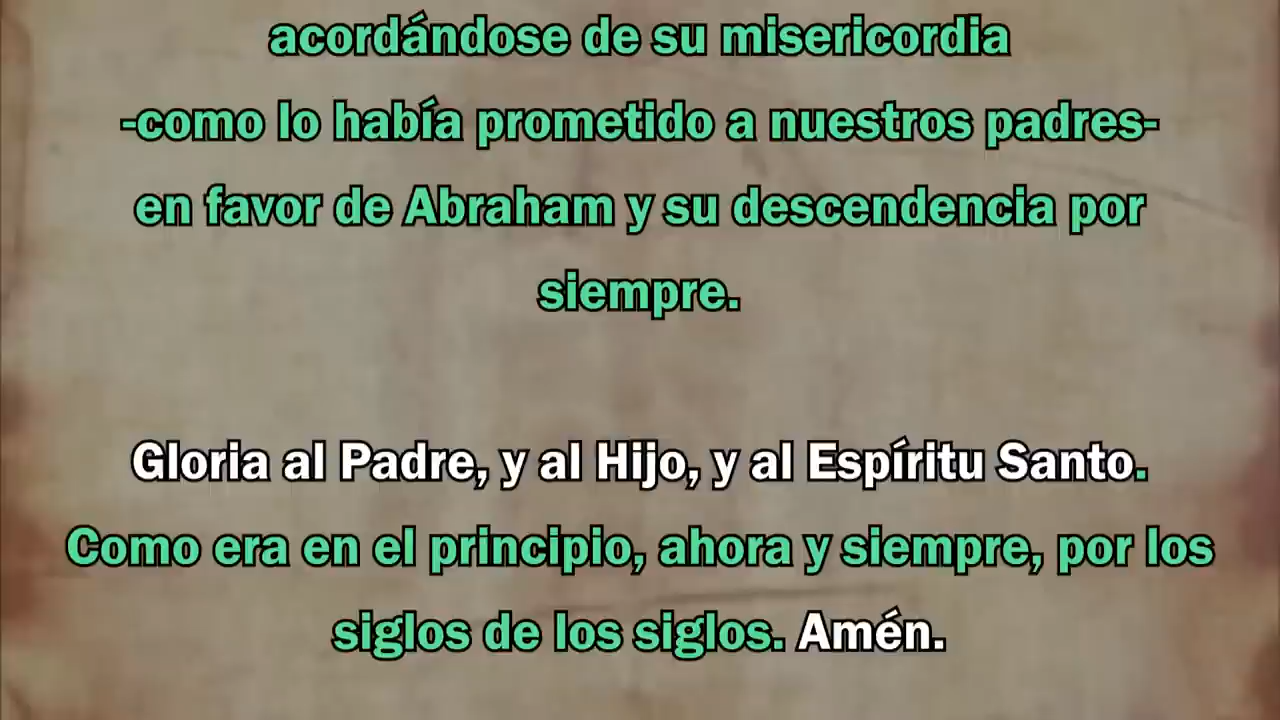 acordándose de su misericordia
-como lo había prometido a nuestros padres-
en favor de Abraham y su descendencia por
siempre.
Gloria al Padre, y al Hijo, y al Espíritu Santo.
Como era en el principio, ahora y siempre, por los
siglos de los siglos. Amén.